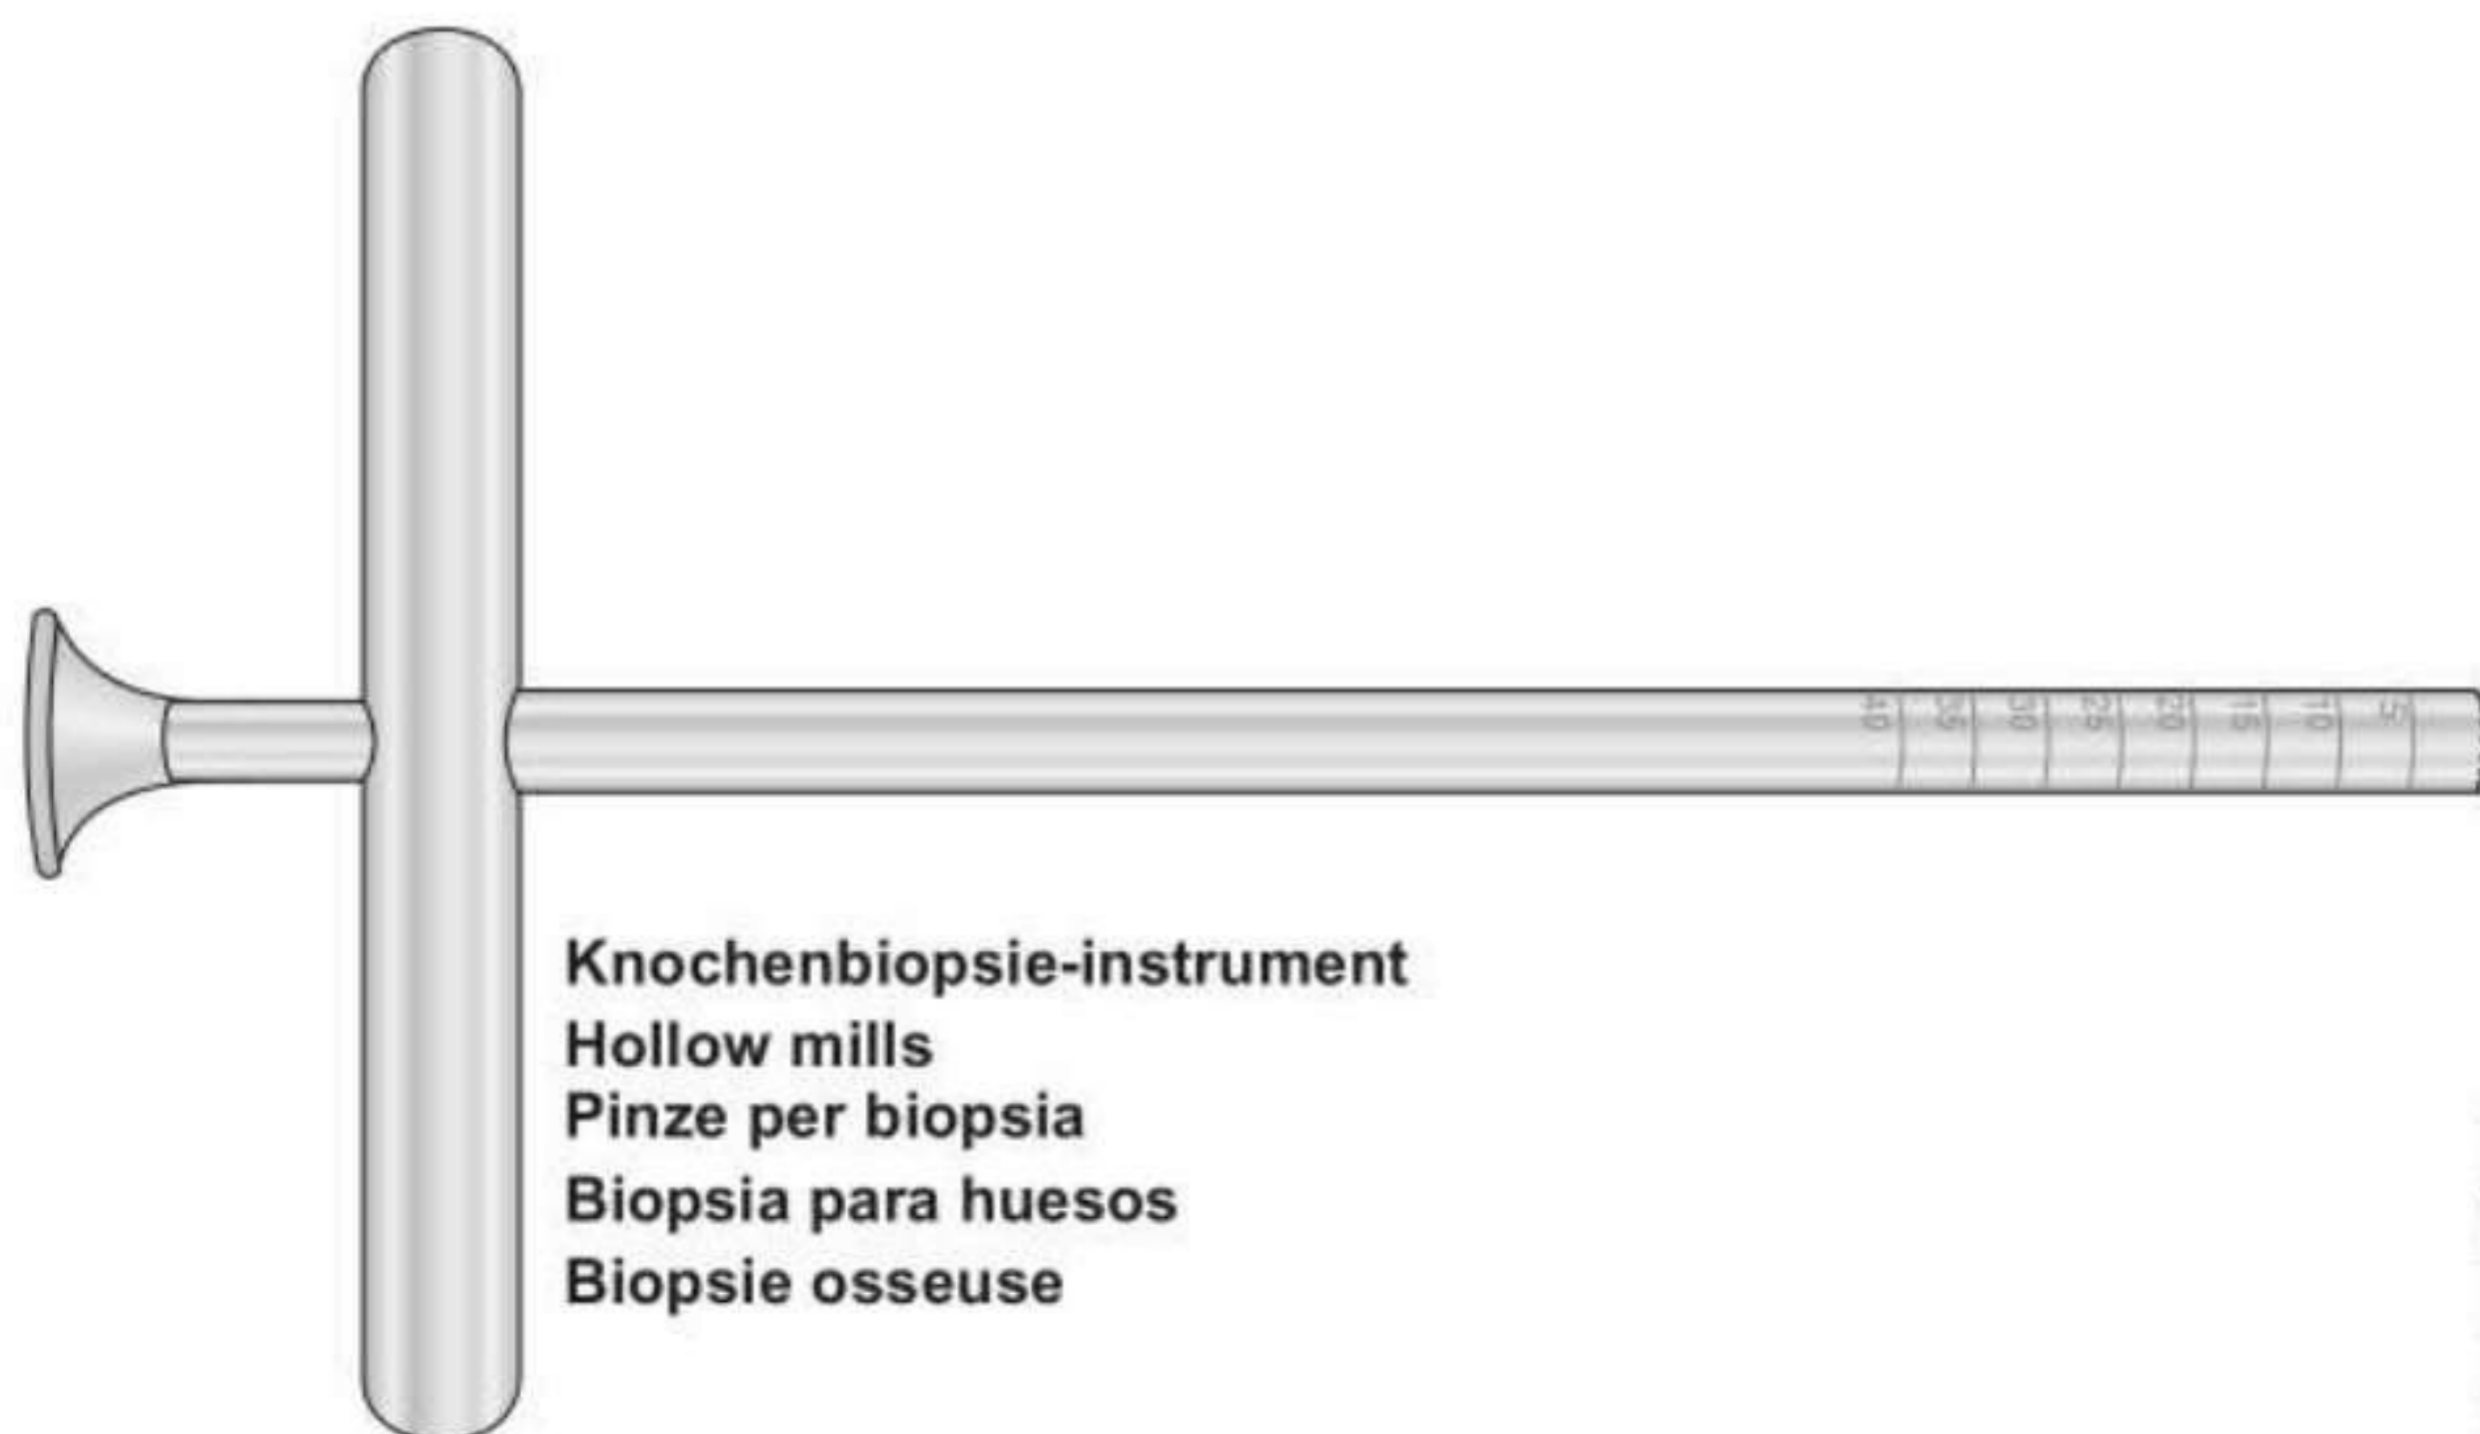 40 35 30 25 20 15 10 5
Knochenbiopsie-instrument
Hollow mills
Pinze per biopsia
Biopsia para huesos
Biopsie osseuse